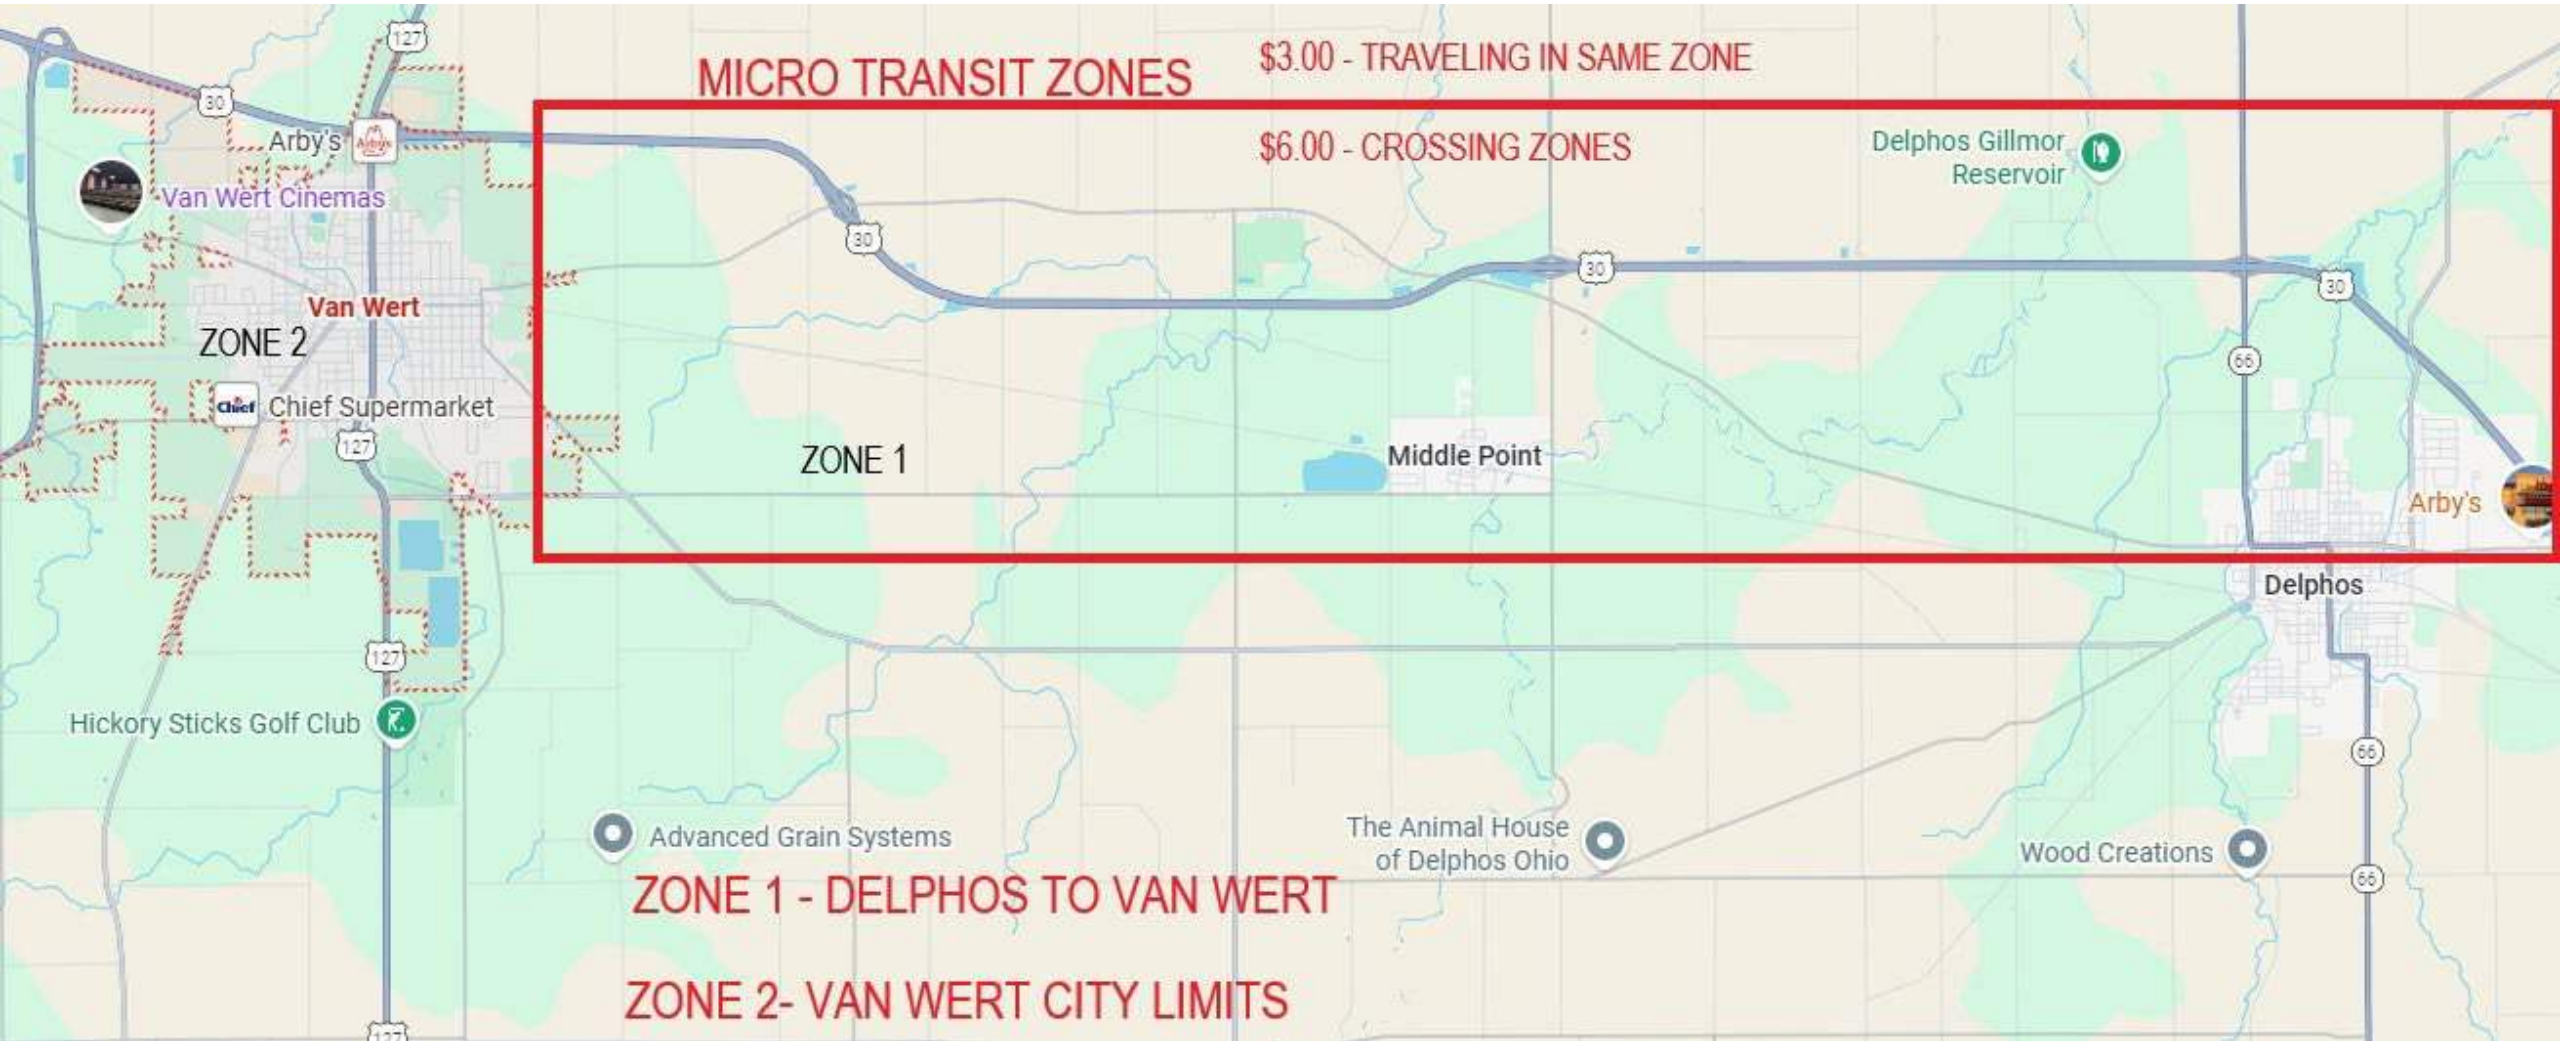 127
MICRO TRANSIT ZONES
$3.00 - TRAVELING IN SAME ZONE
30
Arby's
Arby's
$6.00 - CROSSING ZONES
Delphos Gillmor
Reservoir
Van Wert Cinemas
30
30
30
Van Wert
ZONE 2
66
Chief
Chief Supermarket
127
ZONE 1
Middle Point
Arby's
Delphos
127
Hickory Sticks Golf Club
66
Advanced Grain Systems
The Animal House
of Delphos Ohio
Wood Creations
66
ZONE 1 - DELPHOS TO VAN WERT
ZONE 2- VAN WERT CITY LIMITS
127